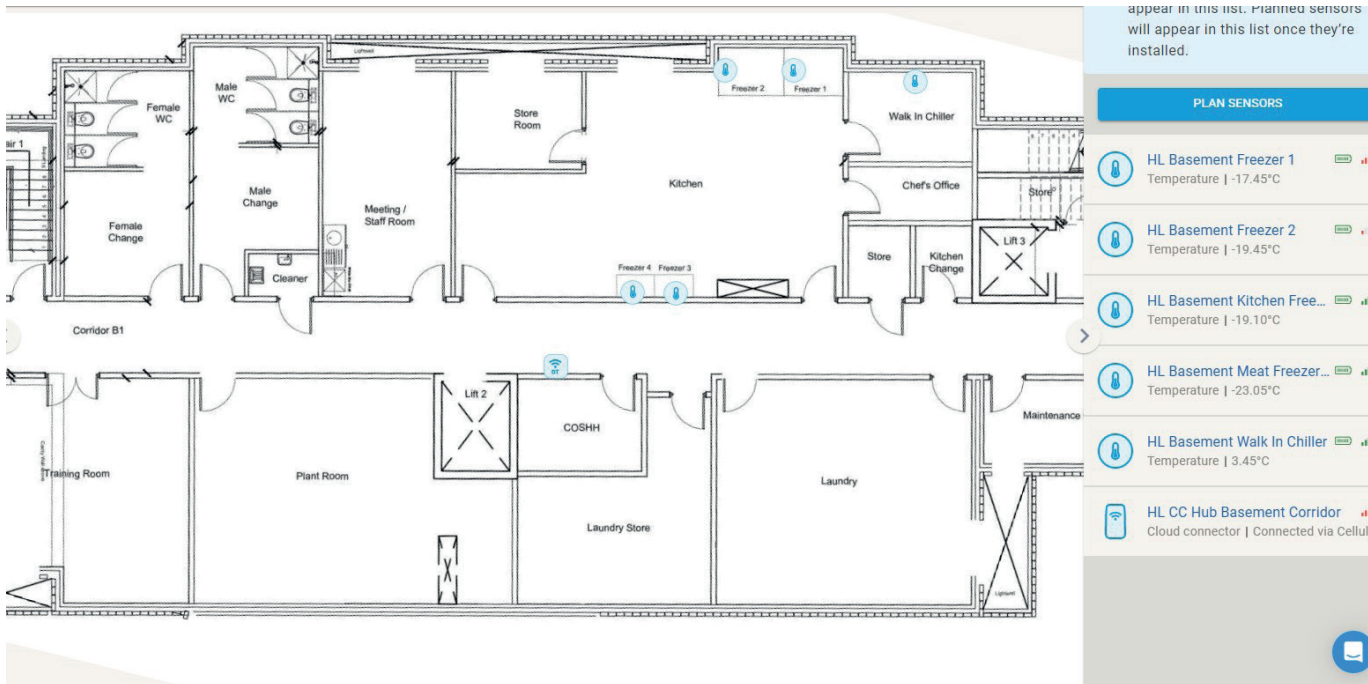 appear in this list. Planned sensors
will appear in this list once they're
installed.
PLAN SENSORS
HL Basement Freezer 1
Temperature | -17.45°C
HL Basement Freezer 2
Temperature | -19.45°C
HL Basement Kitchen Free...
Temperature | -19.10°C
HL Basement Meat Freezer...
Temperature | -23.05°C
HL Basement Walk In Chiller
Temperature | 3.45°C
HL CC Hub Basement Corridor
Cloud connector | Connected via Cellul
Lightwell
Female
WC
Male
WC
Store
Room
Freezer 2
Freezer 1
Walk In Chiller
air 1
Kitchen
Chef's Office
Store
Male
Change
Meeting /
Staff Room
Female
Change
Lift 3
Store
Kitchen
Change
Cleaner
Freezer 4
Freezer 3
Corridor B1
DT
Lift 2
COSHH
Maintenance
Training Room
Plant Room
Laundry
Laundry Store
Lightwell